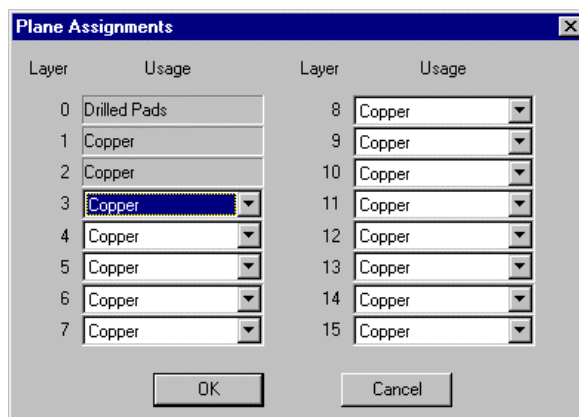 Plane Assignments
Layer Usage Layer Usage
0 Drilled Pads 8 Copper
1 Copper 9 Copper
2 Copper 10 Copper
3 Copper 11 Copper
4 Copper 12 Copper
5 Copper 13 Copper
6 Copper 14 Copper
7 Copper 15 Copper
OK Cancel